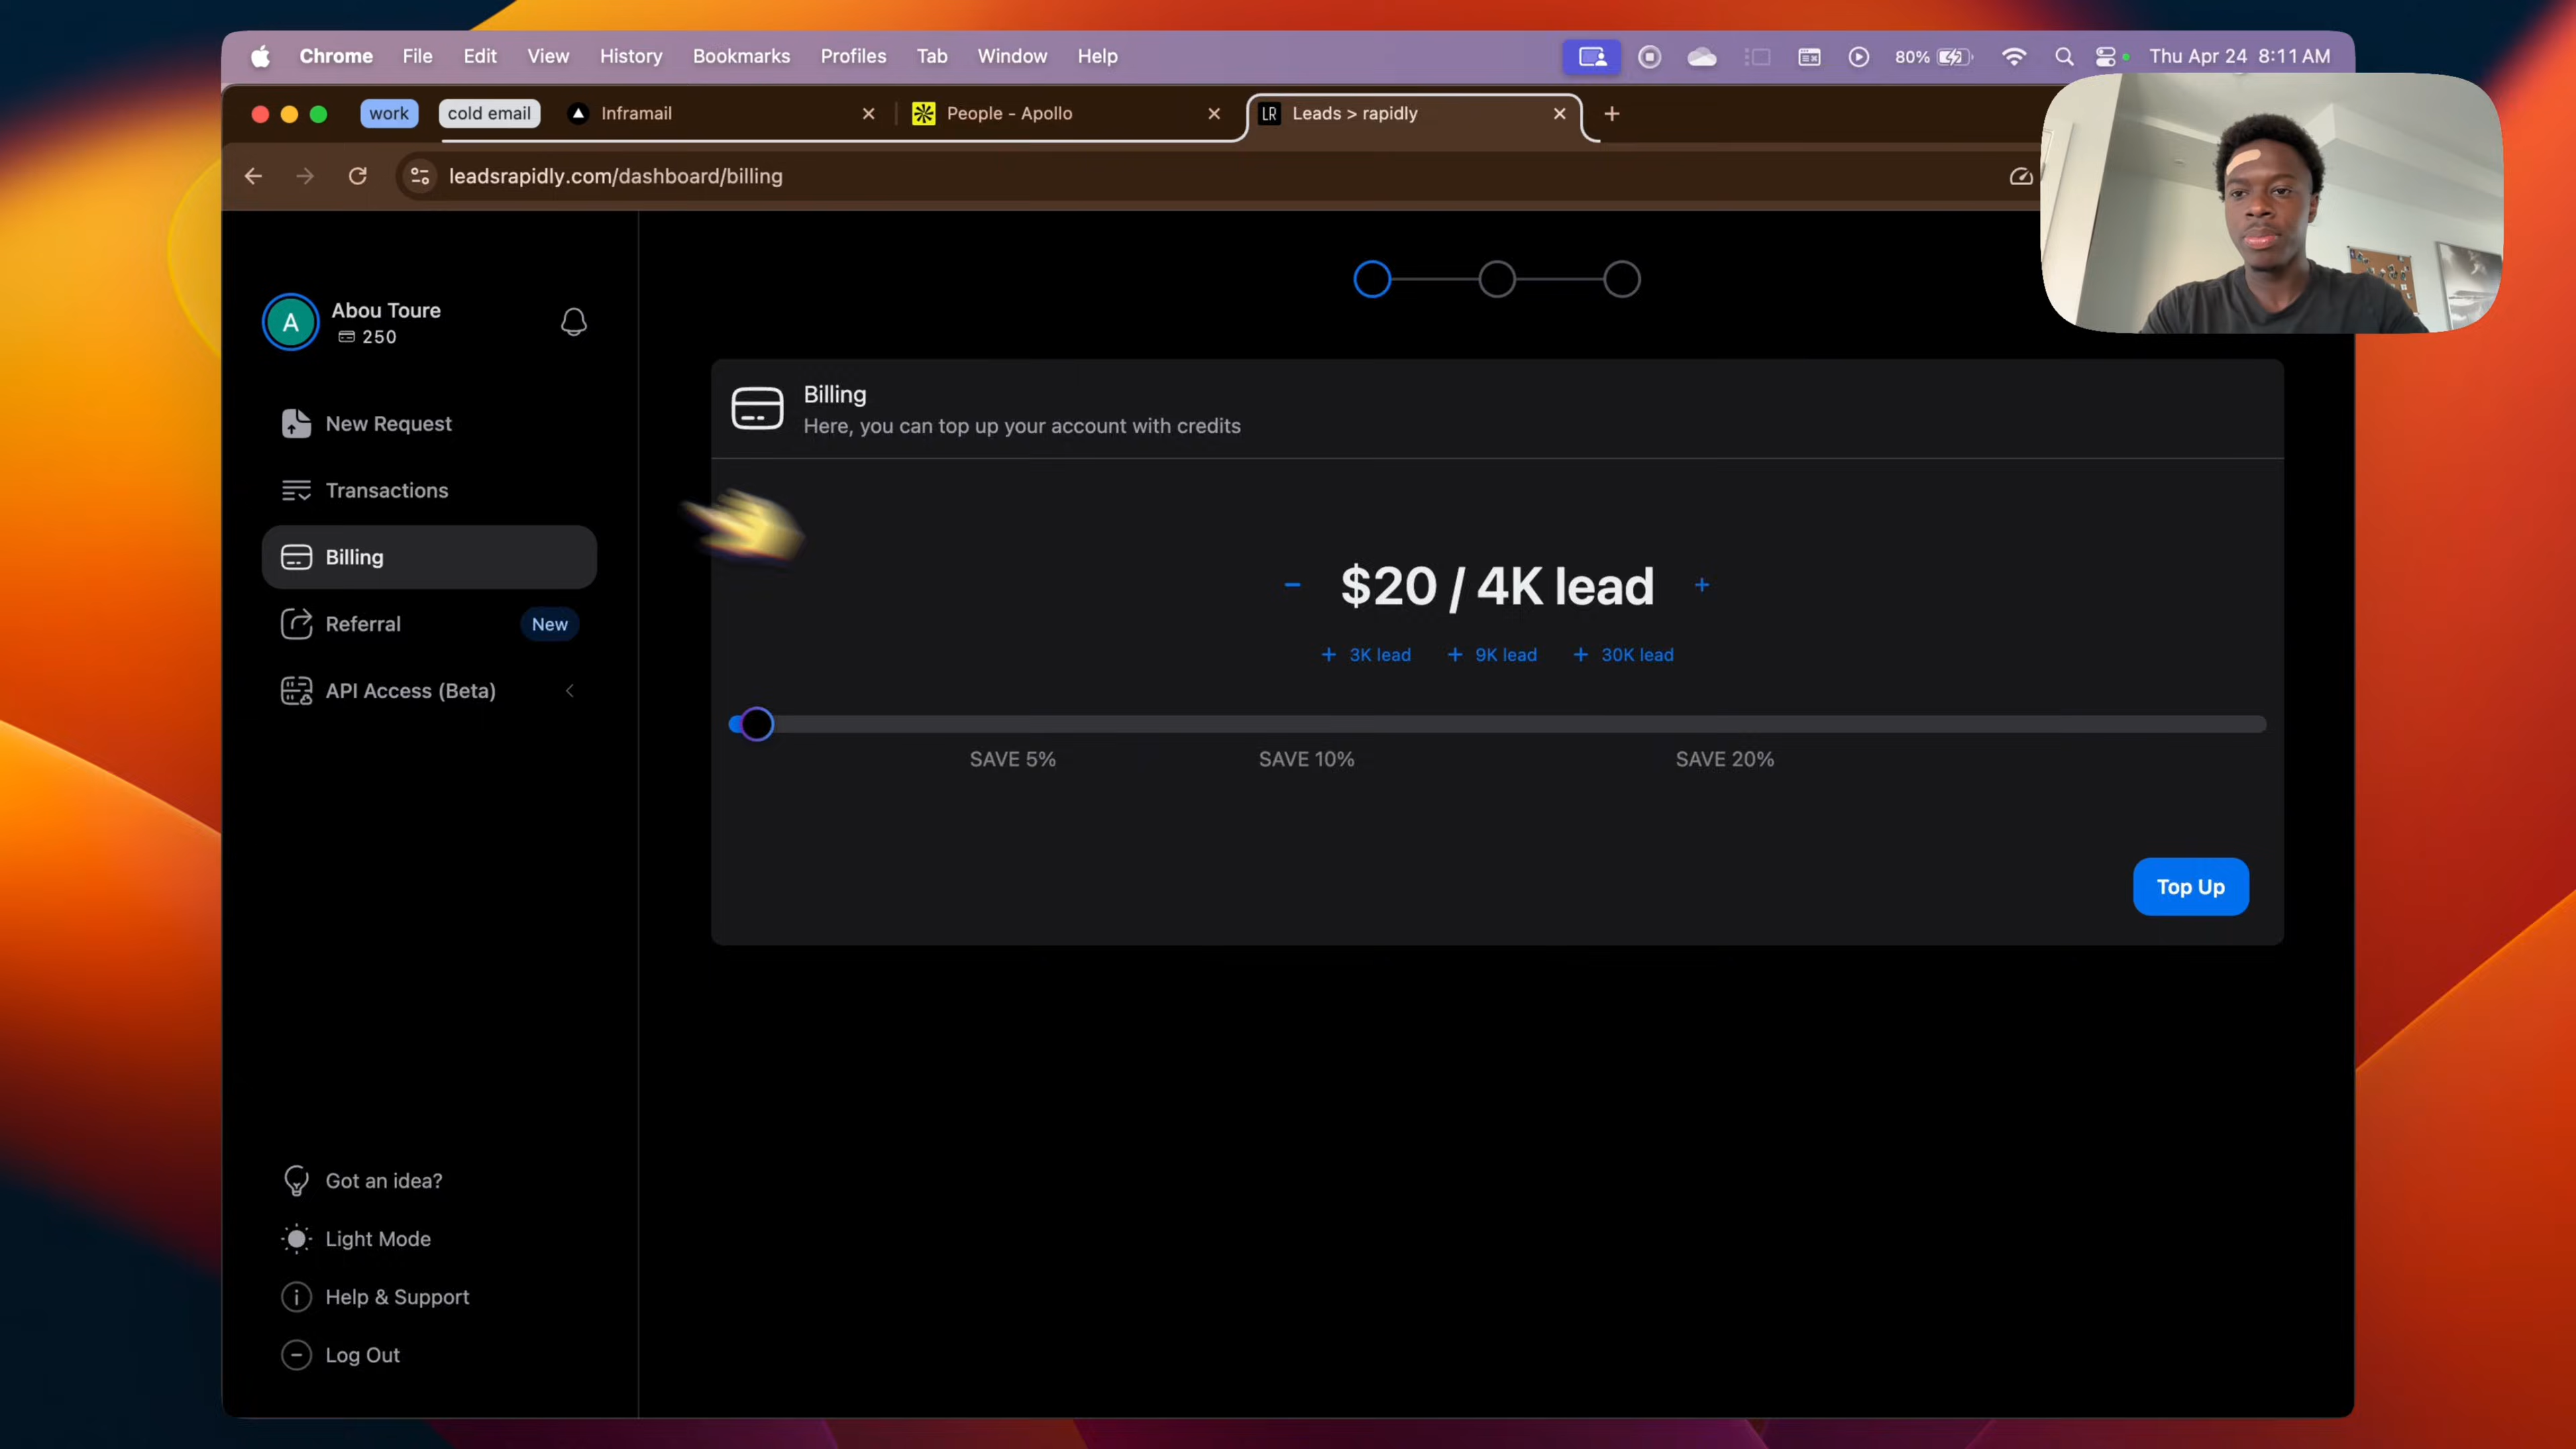 Chrome File Edit View History Bookmarks Profiles Tab Window Help 80% Thu Apr 24 8:11 AM
work cold email Inframail People - Apollo LR Leads > rapidly
leadsrapidly.com/dashboard/billing
A Abou Toure
250
New Request
Transactions
Billing
Referral New
API Access (Beta)
Got an idea?
Light Mode
Help & Support
Log Out
Billing
Here, you can top up your account with credits
- $20 / 4K lead +
+ 3K lead + 9K lead + 30K lead
SAVE 5% SAVE 10% SAVE 20%
Top Up